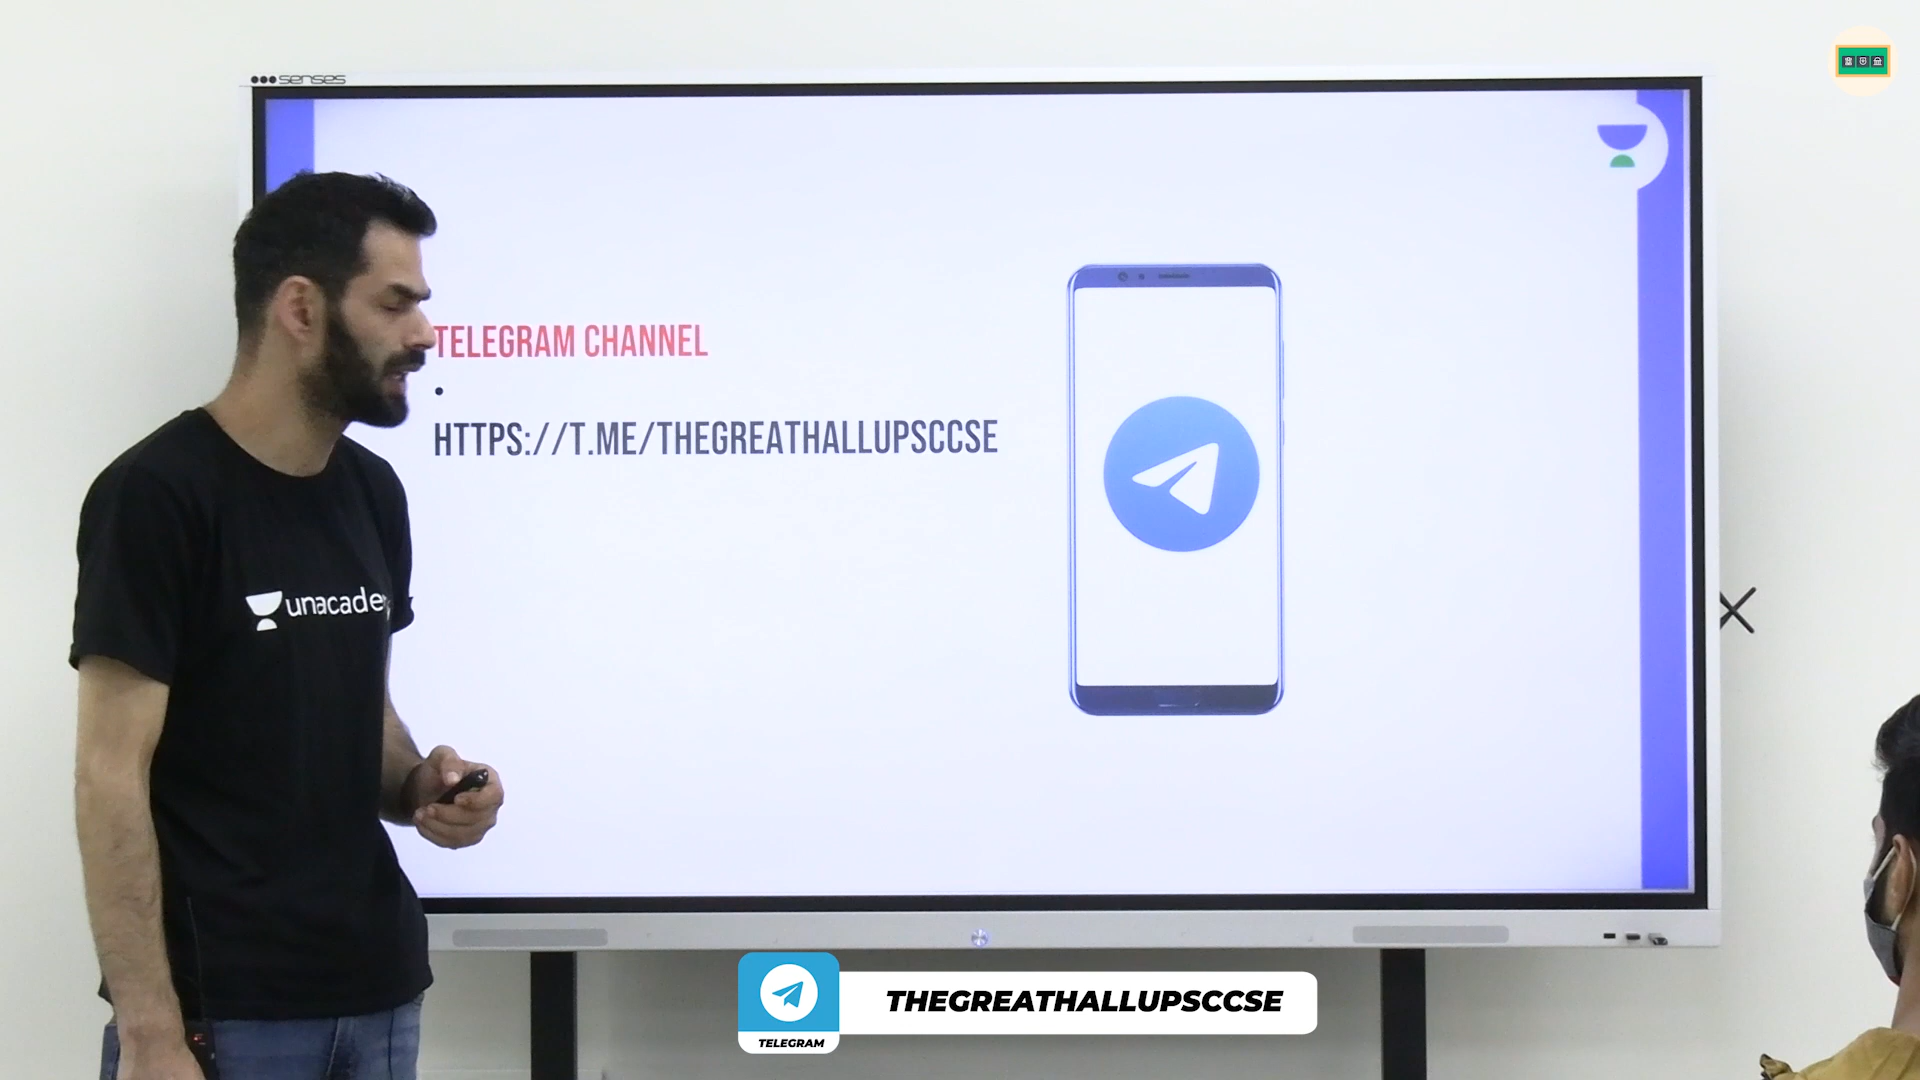 senses
TELEGRAM CHANNEL
•
HTTPS://T.ME/THEGREATHALLUPSCCSE
unacade
THEGREATHALLUPSCCSE
TELEGRAM